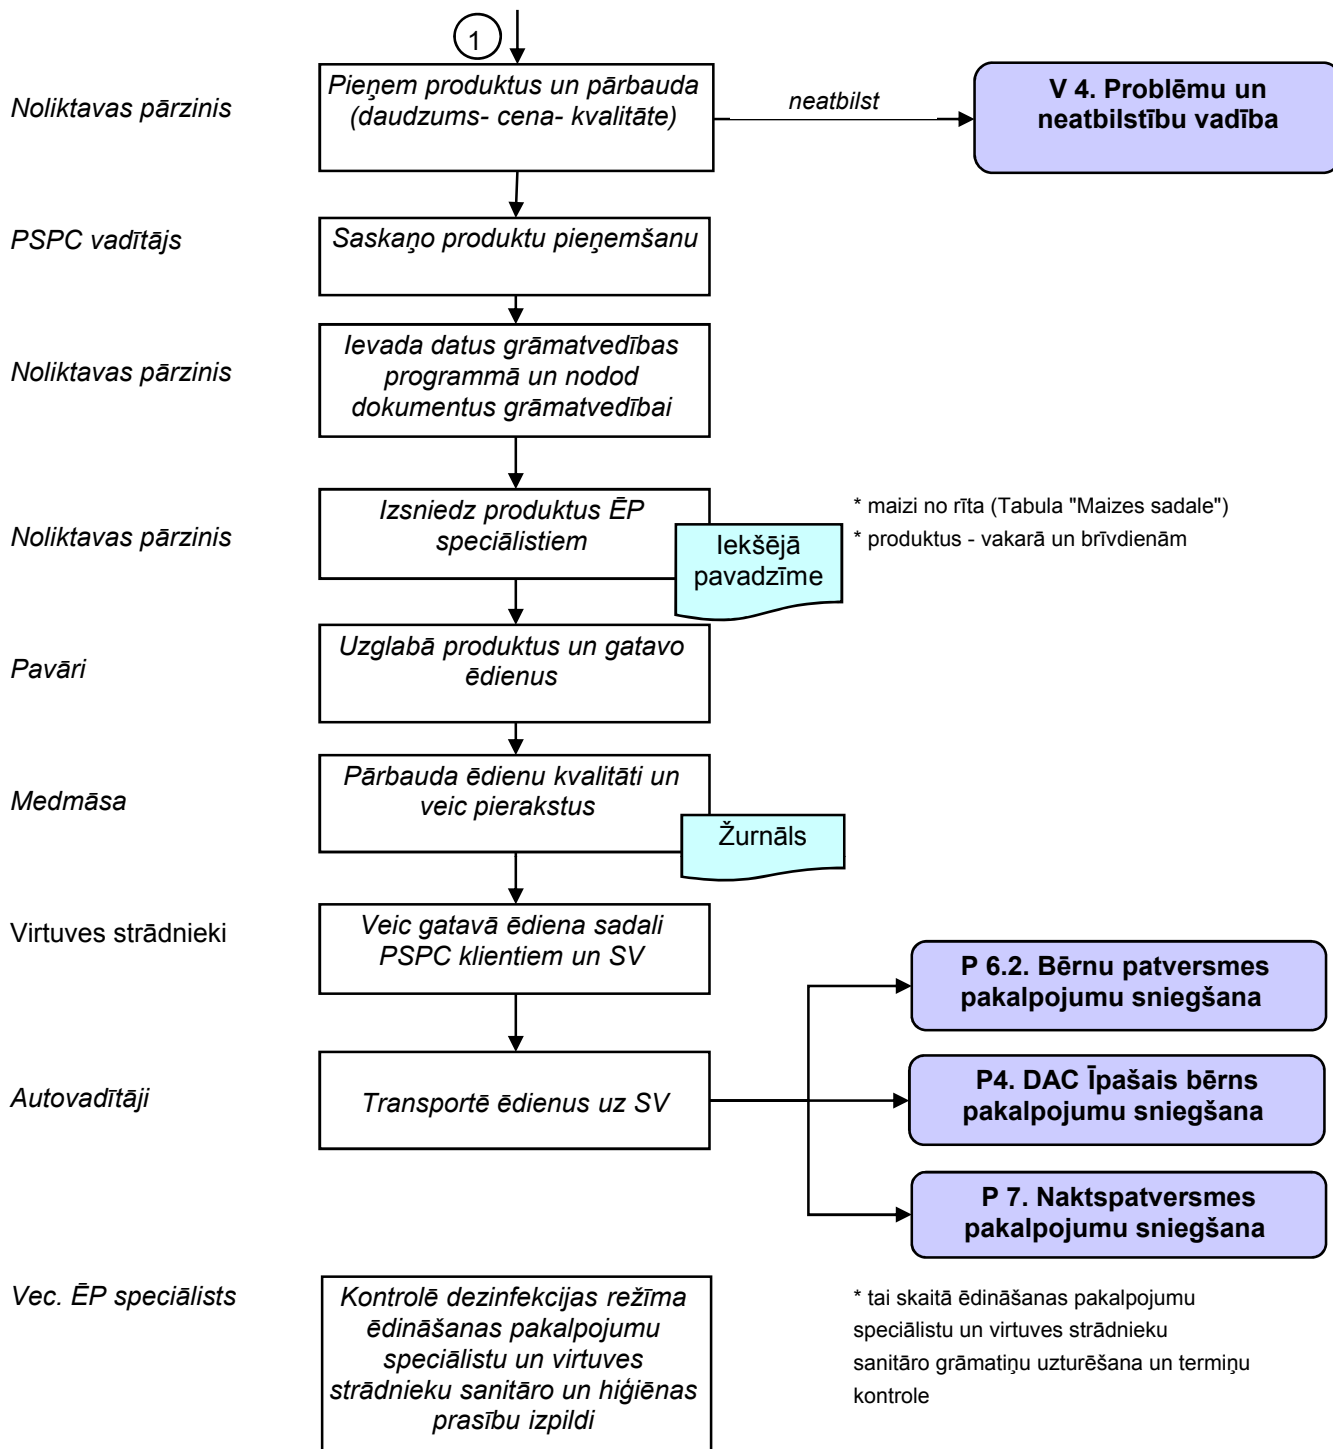 1
Noliktavas pārzinis
Pieņem produktus un pārbauda
(daudzums- cena- kvalitāte)
neatbilst
V 4. Problēmu un
neatbilstību vadība
PSPC vadītājs
Saskaņo produktu pieņemšanu
Noliktavas pārzinis
Ievada datus grāmatvedības
programmā un nodod
dokumentus grāmatvedībai
Noliktavas pārzinis
Izsniedz produktus ĒP
speciālistiem
Iekšējā
pavadzīme
* maizi no rīta (Tabula "Maizes sadale")
* produktus - vakarā un brīvdienām
Pavāri
Uzglabā produktus un gatavo
ēdienus
Medmāsa
Pārbauda ēdienu kvalitāti un
veic pierakstus
Žurnāls
Virtuves strādnieki
Veic gatavā ēdiena sadali
PSPC klientiem un SV
P 6.2. Bērnu patversmes
pakalpojumu sniegšana
Autovadītāji
Transportē ēdienus uz SV
P4. DAC Īpašais bērns
pakalpojumu sniegšana
P 7. Naktspatversmes
pakalpojumu sniegšana
Vec. ĒP speciālists
Kontrolē dezinfekcijas režīma
ēdināšanas pakalpojumu
speciālistu un virtuves
strādnieku sanitāro un higiēnas
prasību izpildi
* tai skaitā ēdināšanas pakalpojumu
speciālistu un virtuves strādnieku
sanitāro grāmatiņu uzturēšana un termiņu
kontrole